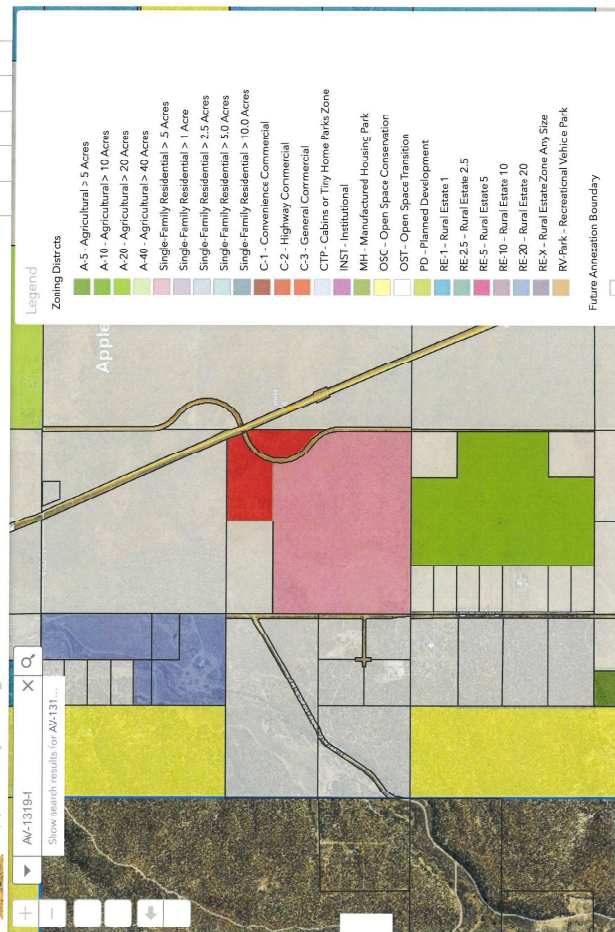 AV-1319-I
Show search results for AV-131...
Apple
Legend
Zoning Districts
A-5 - Agricultural > 5 Acres
A-10 - Agricultural > 10 Acres
A-20 - Agricultural > 20 Acres
A-40 - Agricultural > 40 Acres
Single-Family Residential > .5 Acres
Single-Family Residential > 1 Acre
Single-Family Residential > 2.5 Acres
Single-Family Residential > 5.0 Acres
Single-Family Residential > 10.0 Acres
C-1 - Convenience Commercial
C-2 - Highway Commercial
C-3 - General Commercial
CTP - Cabins or Tiny Home Parks Zone
INST - Institutional
MH - Manufactured Housing Park
OSC - Open Space Conservation
OST - Open Space Transition
PD - Planned Development
RE-1 - Rural Estate 1
RE-2.5 - Rural Estate 2.5
RE-5 - Rural Estate 5
RE-10 - Rural Estate 10
RE-20 - Rural Estate 20
RE-X - Rural Estate Zone Any Size
RV-Park - Recreational Vehicle Park
Future Annexation Boundary